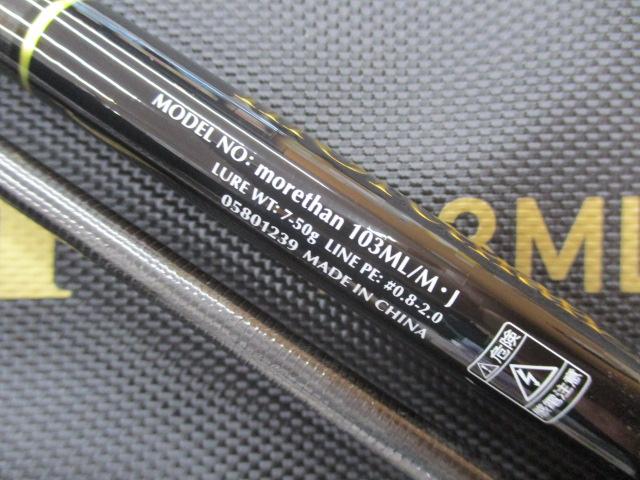 MODEL NO: morethan 103ML/M・J
LURE WT: 7-50g LINE PE: #0.8-2.0
05801239 MADE IN CHINA
危険
感電注意
3ML